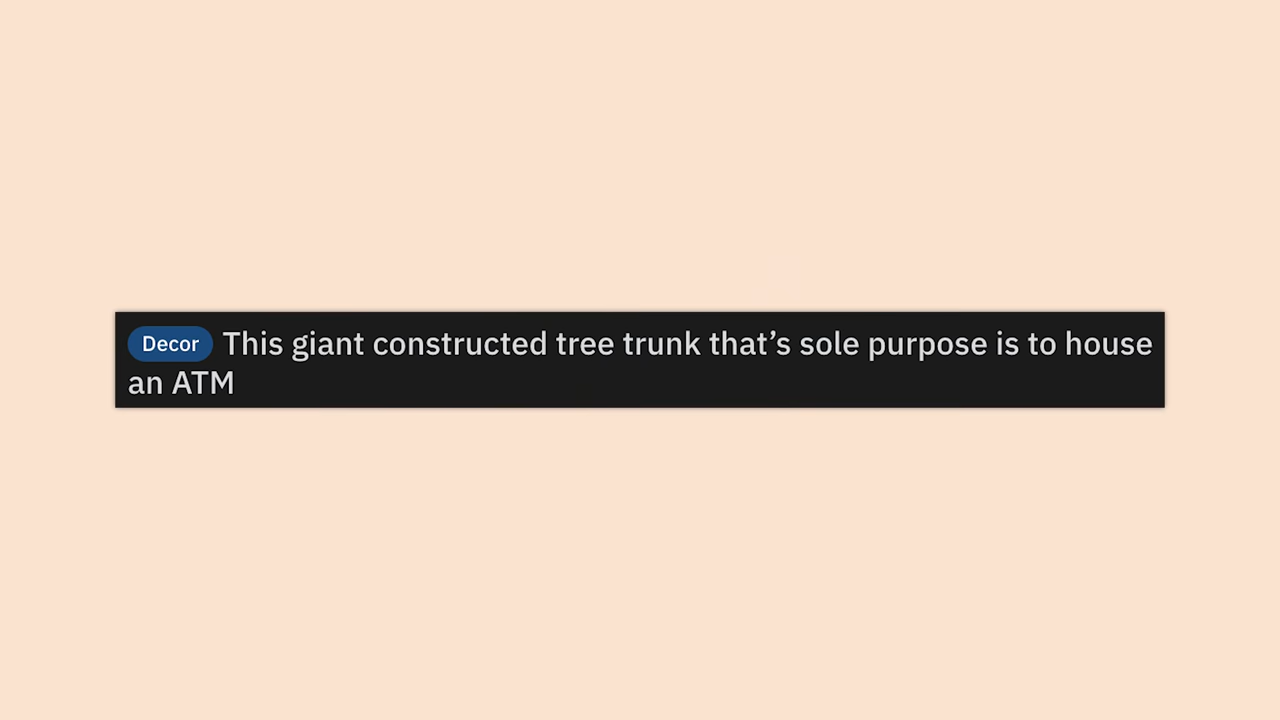 Decor This giant constructed tree trunk that’s sole purpose is to house
an ATM